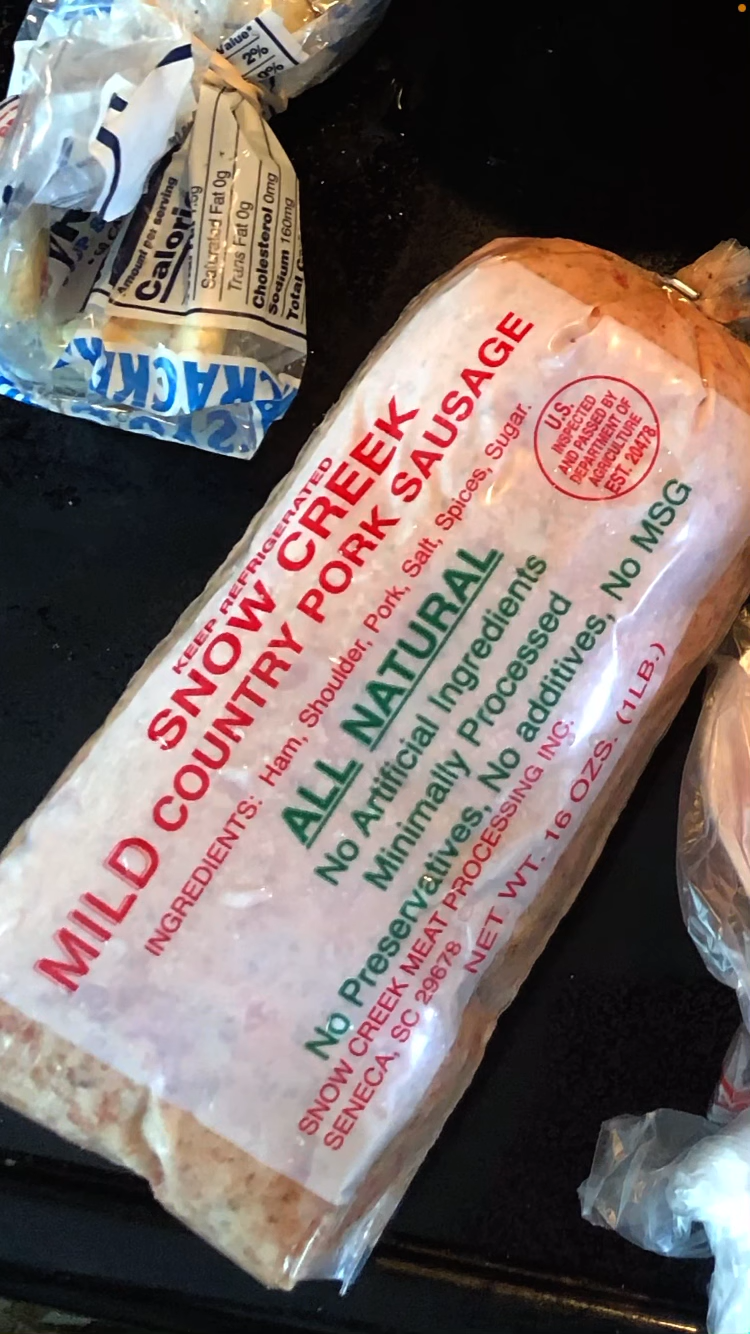 Value*
2%
0%
Amount per serving
Calori
Saturated Fat 0g
Trans Fat 0g
Cholesterol 0mg
Sodium 160mg
Total
KEEP REFRIGERATED
SNOW CREEK
MILD COUNTRY PORK SAUSAGE
INGREDIENTS: Ham, Shoulder, Pork, Salt, Spices, Sugar.
U.S.
INSPECTED
AND PASSED BY
DEPARTMENT OF
AGRICULTURE
EST. 20478
ALL NATURAL
No Artificial Ingredients
Minimally Processed
No Preservatives, No additives, No MSG
SNOW CREEK MEAT PROCESSING INC.
SENECA, SC 29678
NET WT. 16 OZS. (1LB.)